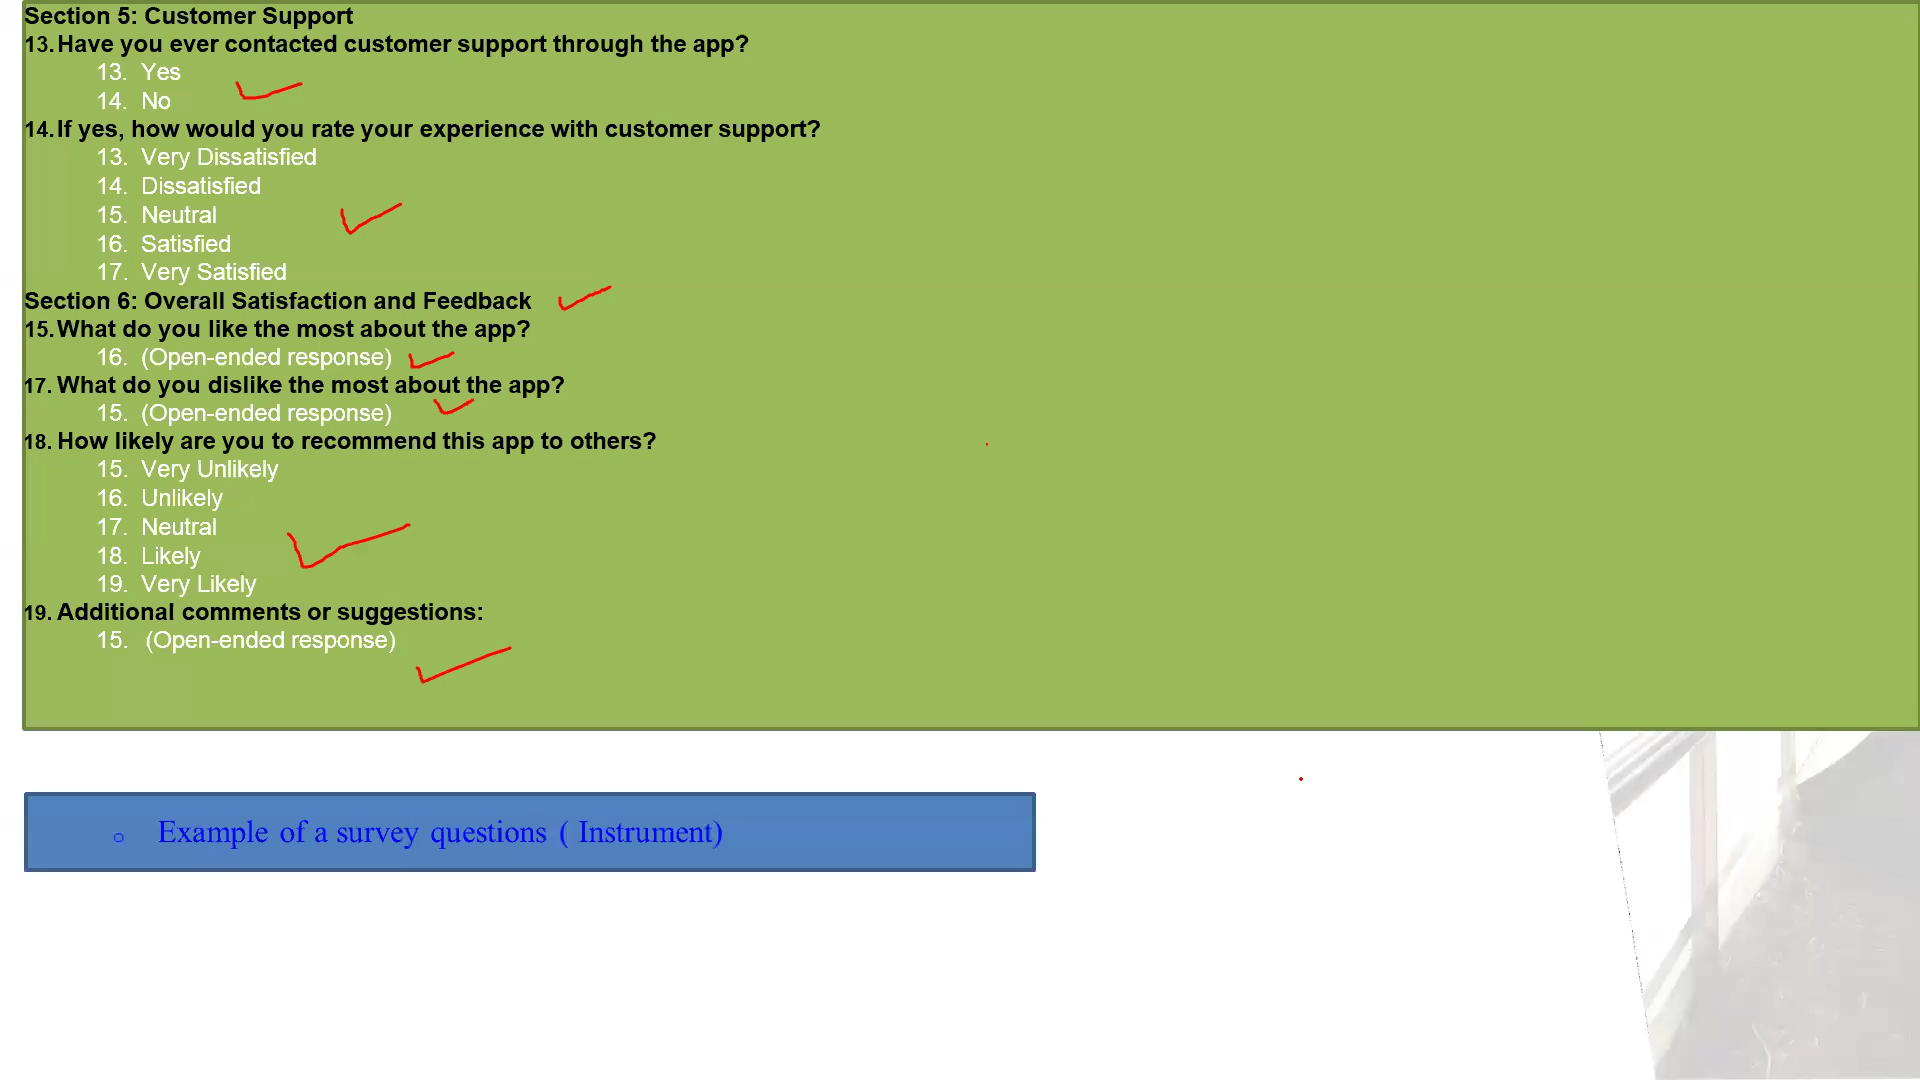 Section 5: Customer Support
13. Have you ever contacted customer support through the app?
13. Yes
14. No
14. If yes, how would you rate your experience with customer support?
13. Very Dissatisfied
14. Dissatisfied
15. Neutral
16. Satisfied
17. Very Satisfied
Section 6: Overall Satisfaction and Feedback
15. What do you like the most about the app?
16. (Open-ended response)
17. What do you dislike the most about the app?
15. (Open-ended response)
18. How likely are you to recommend this app to others?
15. Very Unlikely
16. Unlikely
17. Neutral
18. Likely
19. Very Likely
19. Additional comments or suggestions:
15. (Open-ended response)
Example of a survey questions ( Instrument)